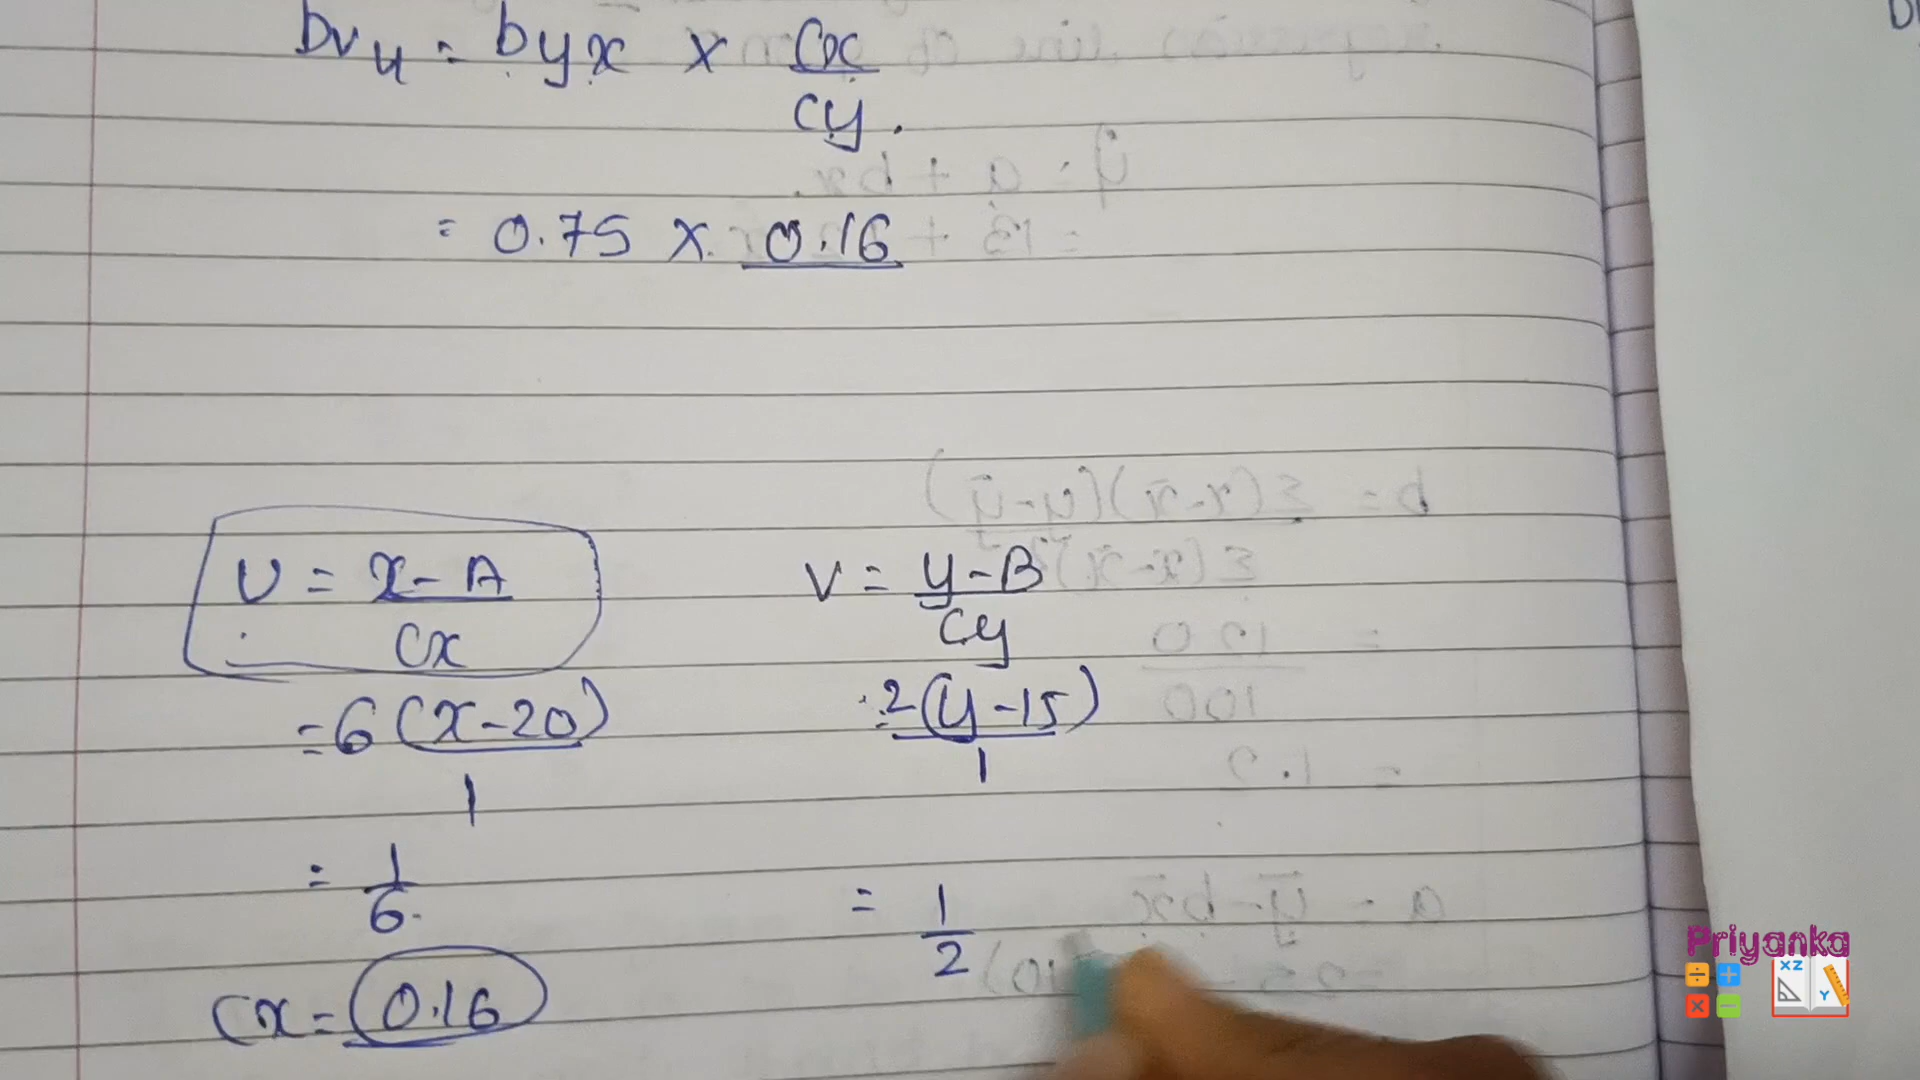 bvu = byx x Cx
Cy.
= 0.75 x 0.16
U = x - A
Cx
= 6(x-20)
1
= 1
6.
Cx = 0.16
V = y - B
Cy
= 2(y-15)
1
= 1
2
Priyanka
XZ
Y